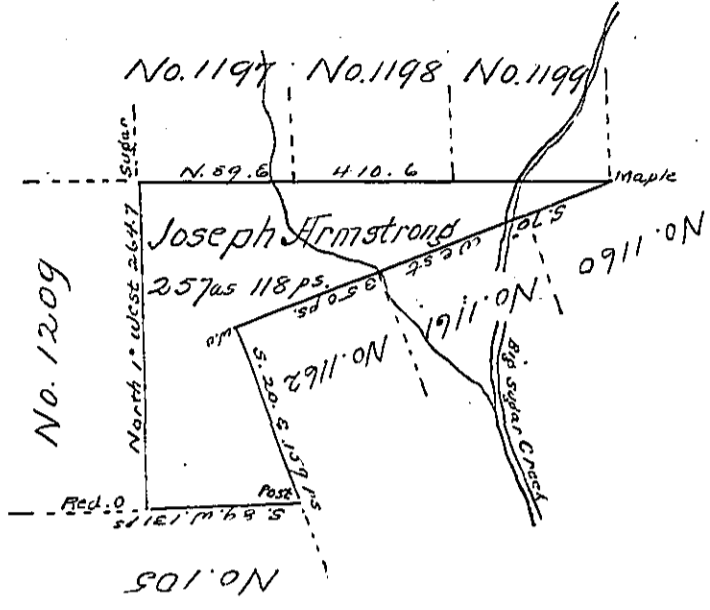 No. 1197 No. 1198 No. 1199
Sugar
N. 89. E 410. 6
Maple
Joseph Armstrong
257as 118 ps.
S. 70. West 350 ps.
No. 1160
No. 1161
No. 1162
W.O
No. 1209
North 1° West 264.7
S. 20. E 159 ps
Big Sugar Creek
Red. O
Post
S. 89. W. 131 ps
No. 105